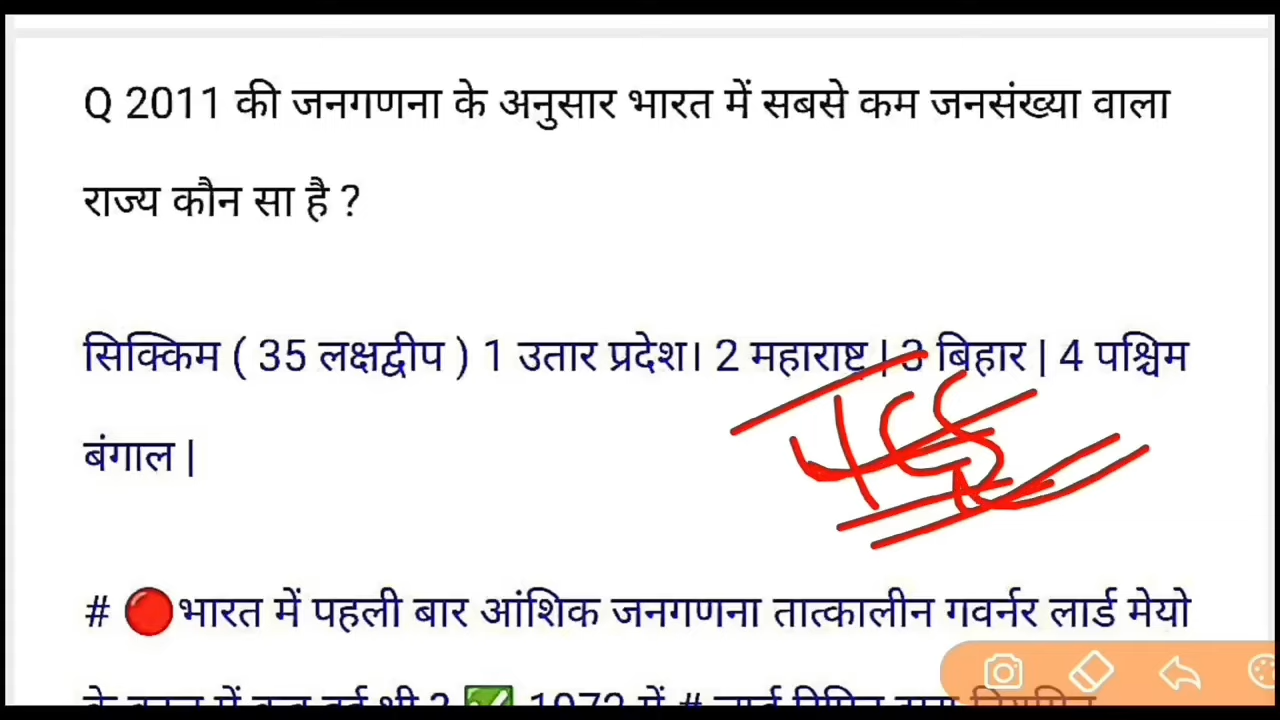 Q 2011 की जनगणना के अनुसार भारत में सबसे कम जनसंख्या वाला
राज्य कौन सा है ?
सिक्किम ( 35 लक्षद्वीप ) 1 उतार प्रदेश। 2 महाराष्ट्र | 3 बिहार | 4 पश्चिम
बंगाल |
# 🔴भारत में पहली बार आंशिक जनगणना तात्कालीन गवर्नर लार्ड मेयो